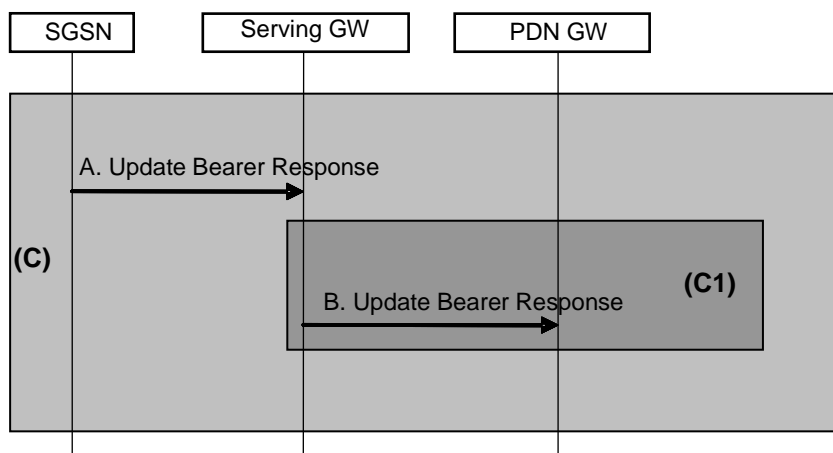 SGSN
Serving GW
PDN GW
A. Update Bearer Response
(C)
(C1)
B. Update Bearer Response